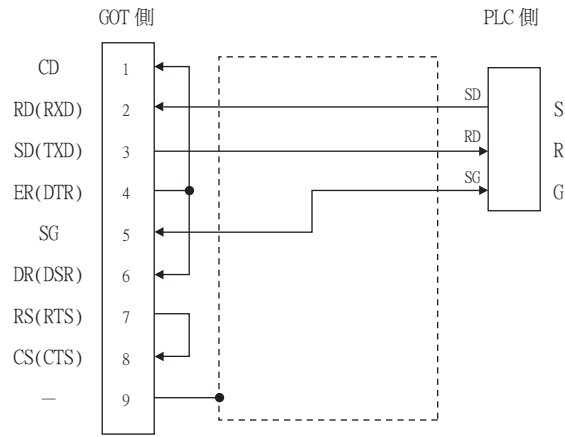 GOT 側 PLC 側
CD 1
RD(RXD) 2 SD S
SD(TXD) 3 RD R
ER(DTR) 4 SG G
SG 5
DR(DSR) 6
RS(RTS) 7
CS(CTS) 8
— 9